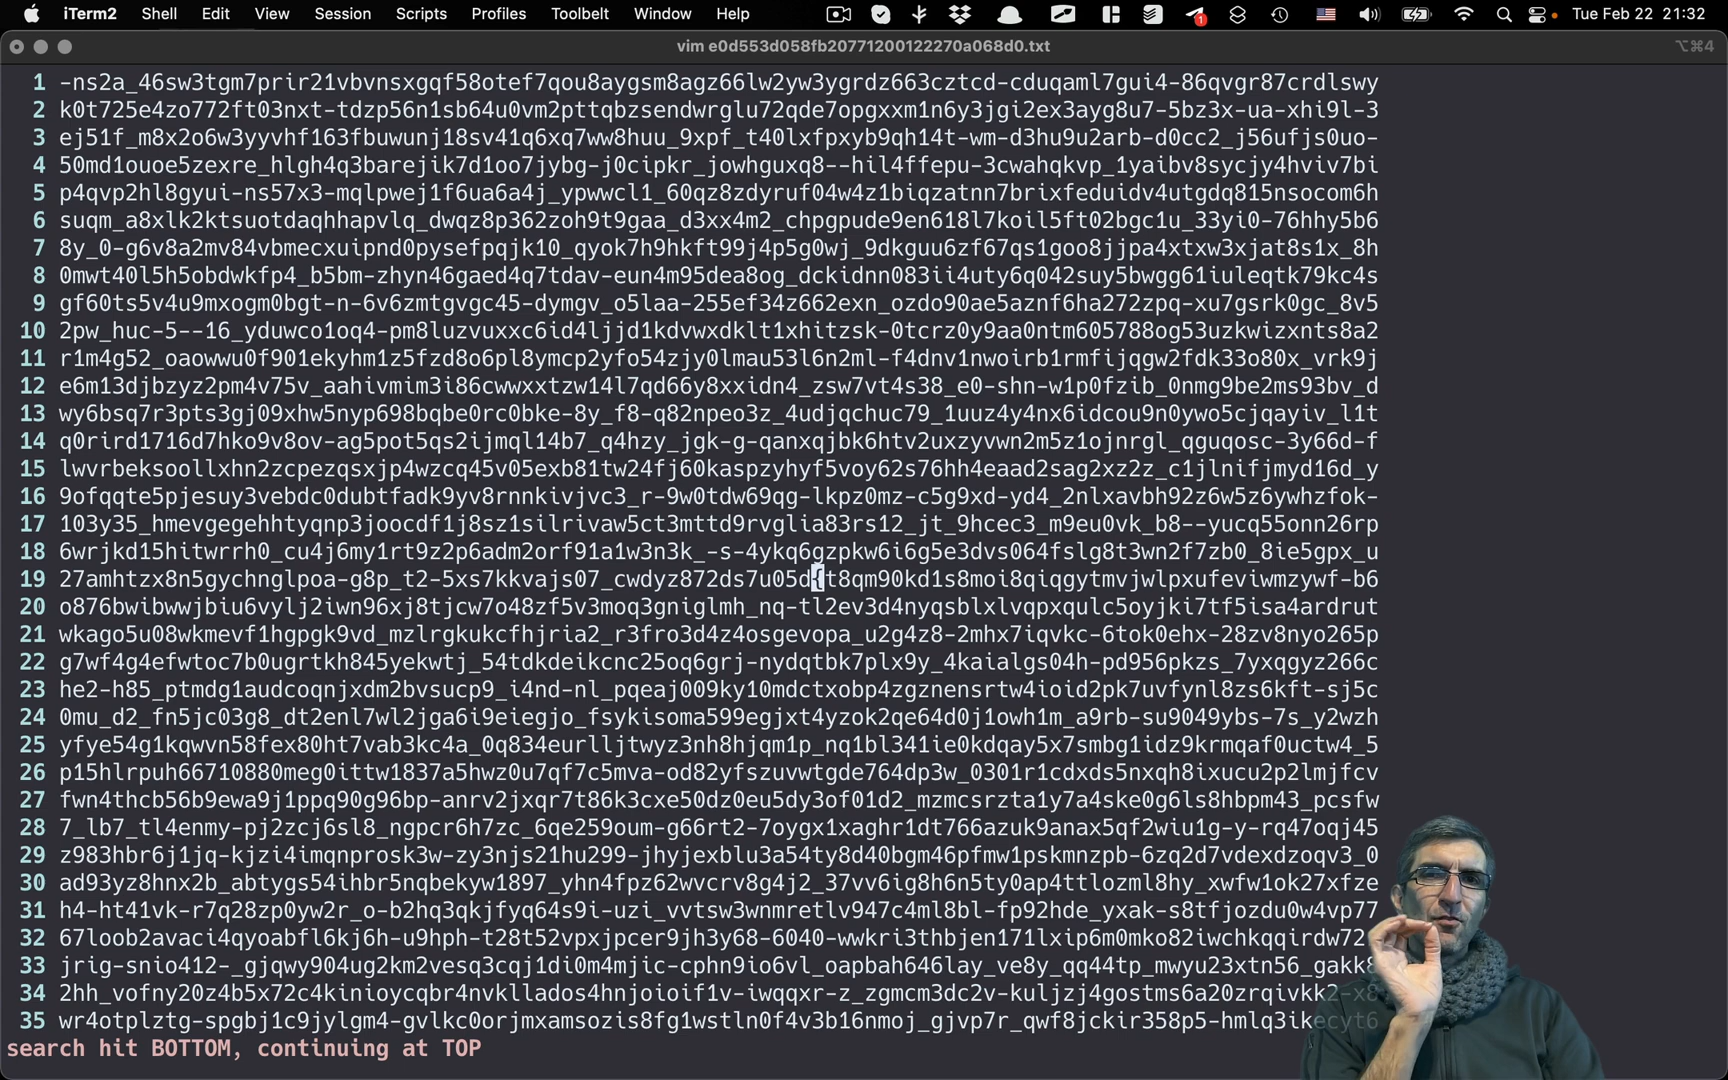 iTerm2 Shell Edit View Session Scripts Profiles Toolbelt Window Help 1 Tue Feb 22 21:32
vim e0d553d058fb20771200122270a068d0.txt ⌥⌘4
1 -ns2a_46sw3tgm7prir21vbvnsxgqf58otef7qou8aygsm8agz66lw2yw3ygrdz663cztcd-cduqaml7gui4-86qvgr87crdlswy
2 k0t725e4zo772ft03nxt-tdzp56n1sb64u0vm2pttqbzsendwrglu72qde7opgxxm1n6y3jgi2ex3ayg8u7-5bz3x-ua-xhi9l-3
3 ej51f_m8x2o6w3yyvhf163fbuwunj18sv41q6xq7ww8huu_9xpf_t40lxfpxyb9qh14t-wm-d3hu9u2arb-d0cc2_j56ufjs0uo-
4 50md1ouoe5zexre_hlgh4q3barejik7d1oo7jybg-j0cipkr_jowhguxq8--hil4ffepu-3cwahqkvp_1yaibv8sycjy4hviv7bi
5 p4qvp2hl8gyui-ns57x3-mqlpwej1f6ua6a4j_ypwwcl1_60qz8zdyruf04w4z1biqzatnn7brixfeduidv4utgdq815nsocom6h
6 suqm_a8xlk2ktsuotdaqhhapvlq_dwqz8p362zoh9t9gaa_d3xx4m2_chpgpude9en618l7koil5ft02bgc1u_33yi0-76hhy5b6
7 8y_0-g6v8a2mv84vbmecxuipnd0pysefpqjk10_qyok7h9hkft99j4p5g0wj_9dkguu6zf67qs1goo8jjpa4xtxw3xjat8s1x_8h
8 0mwt40l5h5obdwkfp4_b5bm-zhyn46gaed4q7tdav-eun4m95dea8og_dckidnn083ii4uty6q042suy5bwgg61iuleqtk79kc4s
9 gf60ts5v4u9mxogm0bgt-n-6v6zmtgvgc45-dymgv_o5laa-255ef34z662exn_ozdo90ae5aznf6ha272zpq-xu7gsrk0gc_8v5
10 2pw_huc-5--16_yduwco1oq4-pm8luzvuxxc6id4ljjd1kdvwxdklt1xhitzsk-0tcrz0y9aa0ntm605788og53uzkwizxnts8a2
11 r1m4g52_oaowwu0f901ekyhm1z5fzd8o6pl8ymcp2yfo54zjy0lmau53l6n2ml-f4dnv1nwoirb1rmfijqgw2fdk33o80x_vrk9j
12 e6m13djbzyz2pm4v75v_aahivmim3i86cwwxxtzw14l7qd66y8xxidn4_zsw7vt4s38_e0-shn-w1p0fzib_0nmg9be2ms93bv_d
13 wy6bsq7r3pts3gj09xhw5nyp698bqbe0rc0bke-8y_f8-q82npeo3z_4udjqchuc79_1uuz4y4nx6idcou9n0ywo5cjqayiv_l1t
14 q0rird1716d7hko9v8ov-ag5pot5qs2ijmql14b7_q4hzy_jgk-g-qanxqjbk6htv2uxzyvwn2m5z1ojnrgl_qguqosc-3y66d-f
15 lwvrbeksoollxhn2zcpezqsxjp4wzcq45v05exb81tw24fj60kaspzyhyf5voy62s76hh4eaad2sag2xz2z_c1jlnifjmyd16d_y
16 9ofqqte5pjesuy3vebdc0dubtfadk9yv8rnnkivjvc3_r-9w0tdw69qg-lkpz0mz-c5g9xd-yd4_2nlxavbh92z6w5z6ywhzfok-
17 103y35_hmevgegehhtyqnp3joocdf1j8sz1silrivaw5ct3mttd9rvglia83rs12_jt_9hcec3_m9eu0vk_b8--yucq55onn26rp
18 6wrjkd15hitwrrh0_cu4j6my1rt9z2p6adm2orf91a1w3n3k_-s-4ykq6gzpkw6i6g5e3dvs064fslg8t3wn2f7zb0_8ie5gpx_u
19 27amhtzx8n5gychnglpoa-g8p_t2-5xs7kkvajs07_cwdyz872ds7u05d{t8qm90kd1s8moi8qiqgytmvjwlpxufeviwmzywf-b6
20 o876bwibwwjbiu6vylj2iwn96xj8tjcw7o48zf5v3moq3gniglmh_nq-tl2ev3d4nyqsblxlvqpxqulc5oyjki7tf5isa4ardrut
21 wkago5u08wkmevf1hgpgk9vd_mzlrgkukcfhjria2_r3fro3d4z4osgevopa_u2g4z8-2mhx7iqvkc-6tok0ehx-28zv8nyo265p
22 g7wf4g4efwtoc7b0ugrtkh845yekwtj_54tdkdeikcnc25oq6grj-nydqtbk7plx9y_4kaialgs04h-pd956pkzs_7yxqgyz266c
23 he2-h85_ptmdg1audcoqnjxdm2bvsucp9_i4nd-nl_pqeaj009ky10mdctxobp4zgznensrtw4ioid2pk7uvfynl8zs6kft-sj5c
24 0mu_d2_fn5jc03g8_dt2enl7wl2jga6i9eiegjo_fsykisoma599egjxt4yzok2qe64d0j1owh1m_a9rb-su9049ybs-7s_y2wzh
25 yfye54g1kqwvn58fex80ht7vab3kc4a_0q834eurlljtwyz3nh8hjqm1p_nq1bl341ie0kdqay5x7smbg1idz9krmqaf0uctw4_5
26 p15hlrpuh66710880meg0ittw1837a5hwz0u7qf7c5mva-od82yfszuvwtgde764dp3w_0301r1cdxds5nxqh8ixucu2p2lmjfcv
27 fwn4thcb56b9ewa9j1ppq90g96bp-anrv2jxqr7t86k3cxe50dz0eu5dy3of01d2_mzmcsrzta1y7a4ske0g6ls8hbpm43_pcsfw
28 7_lb7_tl4enmy-pj2zcj6sl8_ngpcr6h7zc_6qe259oum-g66rt2-7oygx1xaghr1dt766azuk9anax5qf2wiu1g-y-rq47oqj45
29 z983hbr6j1jq-kjzi4imqnprosk3w-zy3njs21hu299-jhyjexblu3a54ty8d40bgm46pfmw1pskmnzpb-6zq2d7vdexdzoqv3_0
30 ad93yz8hnx2b_abtygs54ihbr5nqbekyw1897_yhn4fpz62wvcrv8g4j2_37vv6ig8h6n5ty0ap4ttlozml8hy_xwfw1ok27xfze
31 h4-ht41vk-r7q28zp0yw2r_o-b2hq3qkjfyq64s9i-uzi_vvtsw3wnmretlv947c4ml8bl-fp92hde_yxak-s8tfjozdu0w4vp77
32 67loob2avaci4qyoabfl6kj6h-u9hph-t28t52vpxjpcer9jh3y68-6040-wwkri3thbjen171lxip6m0mko82iwchkqqirdw72
33 jrig-snio412-_gjqwy904ug2km2vesq3cqj1di0m4mjic-cphn9io6vl_oapbah646lay_ve8y_qq44tp_mwyu23xtn56_gakk8
34 2hh_vofny20z4b5x72c4kinioycqbr4nvkllados4hnjoioif1v-iwqqxr-z_zgmcm3dc2v-kuljzj4gostms6a20zrqivkk2-x8
35 wr4otplztg-spgbj1c9jylgm4-gvlkc0orjmxamsozis8fg1wstln0f4v3b16nmoj_gjvp7r_qwf8jckir358p5-hmlq3ikecyt6
search hit BOTTOM, continuing at TOP